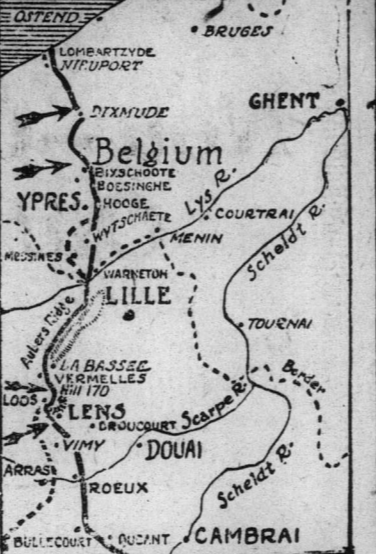 OSTEND
BRUGES
LOMBARTZYDE
NIEUPORT
GHENT
DIXMUDE
Belgium
BIXSCHOOTE
BOESINGHE
YPRES
HOOGE
Lys R.
WYTSCHAETE
COURTRAI
MENIN
Scheldt R.
MESSINES
WARNETON
LILLE
Aubers Ridge
TOURNAI
LA BASSEE
VERMELLES
Hill 170
Border
LOOS
LENS
DROUCOURT
Scarpe R.
VIMY
DOUAI
ARRAS
Scheldt R.
ROEUX
BULLECOURT
QUEANT
CAMBRAI